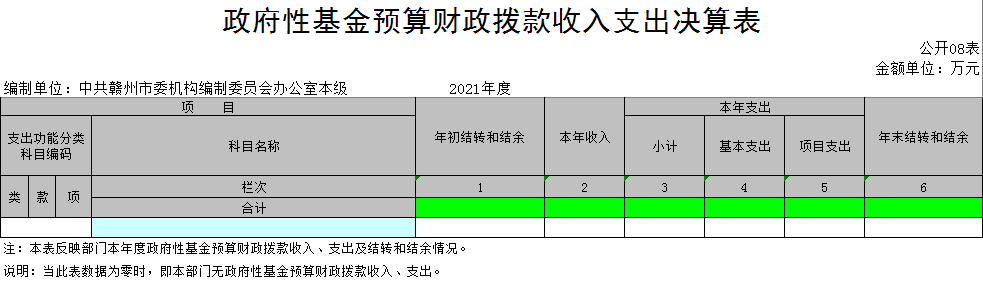 政府性基金预算财政拨款收入支出决算表
公开08表
金额单位：万元
编制单位：中共赣州市委机构编制委员会办公室本级 2021年度
项 目 年初结转和结余 本年收入 本年支出 年末结转和结余
支出功能分类科目编码 科目名称 小计 基本支出 项目支出
类 款 项 栏次 1 2 3 4 5 6
合计
注：本表反映部门本年度政府性基金预算财政拨款收入、支出及结转和结余情况。
说明：当此表数据为零时，即本部门无政府性基金预算财政拨款收入、支出。